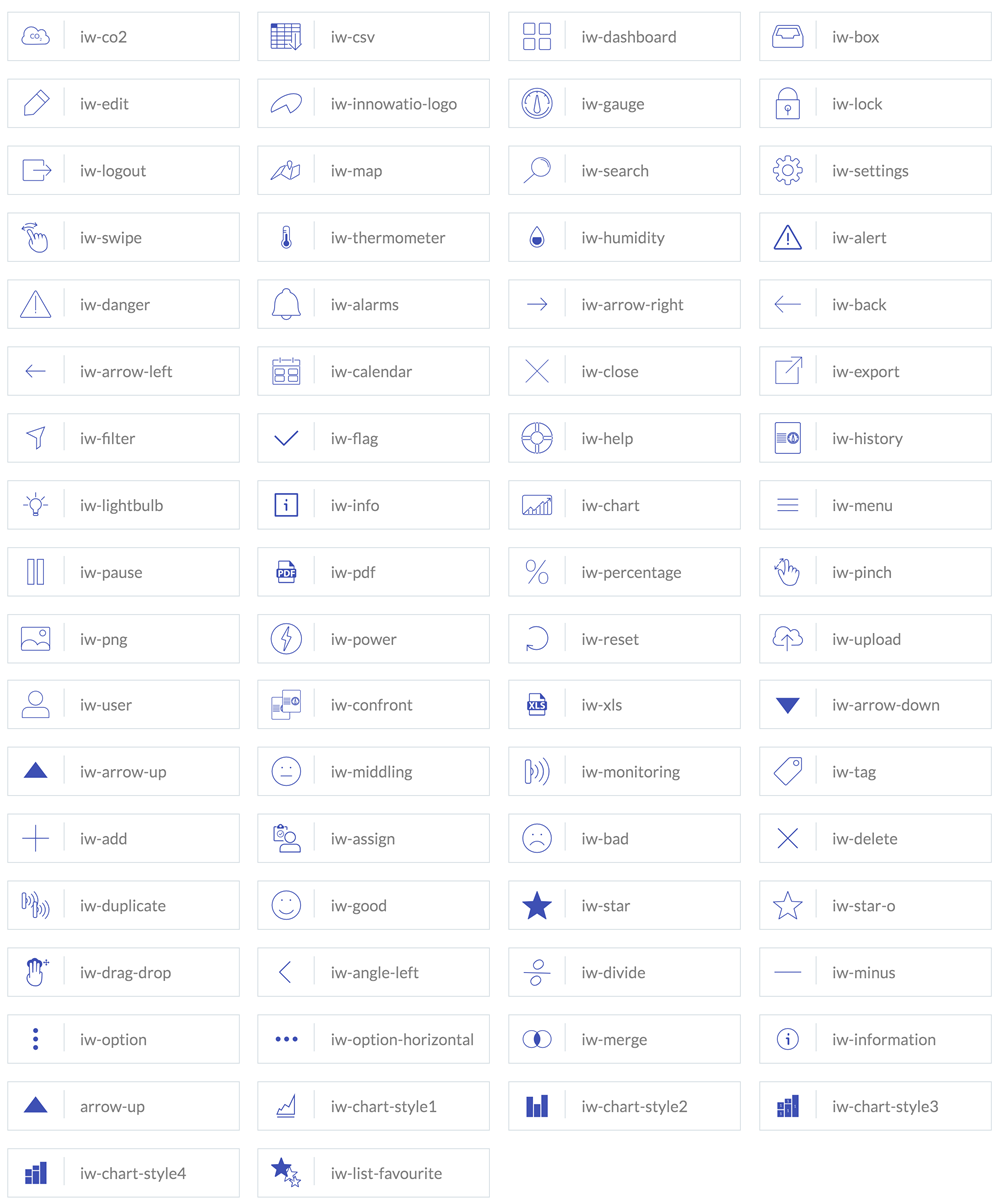 CO₂ iw-co2 iw-csv iw-dashboard iw-box
iw-edit iw-innowatio-logo iw-gauge iw-lock
iw-logout iw-map iw-search iw-settings
iw-swipe iw-thermometer iw-humidity iw-alert
iw-danger iw-alarms iw-arrow-right iw-back
iw-arrow-left iw-calendar iw-close iw-export
iw-filter iw-flag iw-help iw-history
iw-lightbulb i iw-info iw-chart iw-menu
iw-pause PDF iw-pdf % iw-percentage iw-pinch
iw-png iw-power iw-reset iw-upload
iw-user iw-confront XLS iw-xls iw-arrow-down
iw-arrow-up iw-middling iw-monitoring iw-tag
iw-add iw-assign iw-bad iw-delete
iw-duplicate iw-good iw-star iw-star-o
iw-drag-drop iw-angle-left iw-divide iw-minus
iw-option iw-option-horizontal iw-merge i iw-information
arrow-up iw-chart-style1 iw-chart-style2 iw-chart-style3
iw-chart-style4 iw-list-favourite